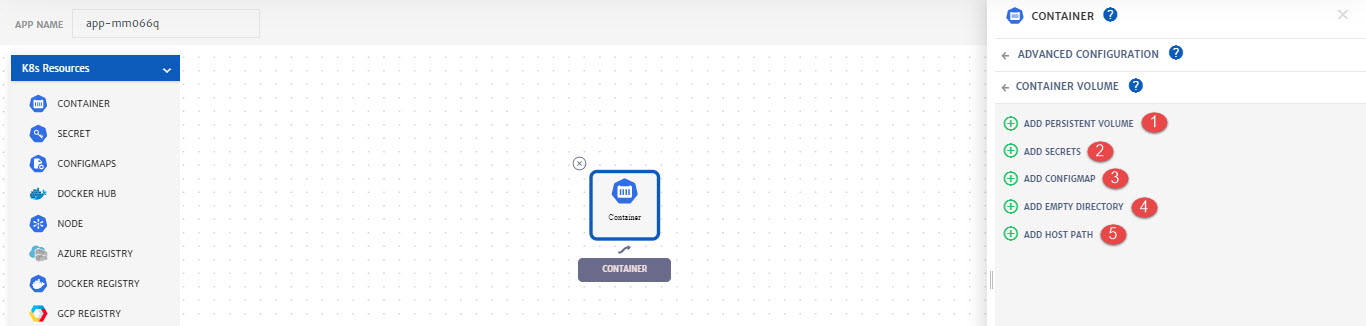 APP NAME
app-mm066q
K8s Resources
CONTAINER
SECRET
CONFIGMAPS
DOCKER HUB
NODE
AZURE REGISTRY
DOCKER REGISTRY
GCP REGISTRY
Container
CONTAINER
CONTAINER ?
ADVANCED CONFIGURATION ?
CONTAINER VOLUME ?
ADD PERSISTENT VOLUME 1
ADD SECRETS 2
ADD CONFIGMAP 3
ADD EMPTY DIRECTORY 4
ADD HOST PATH 5